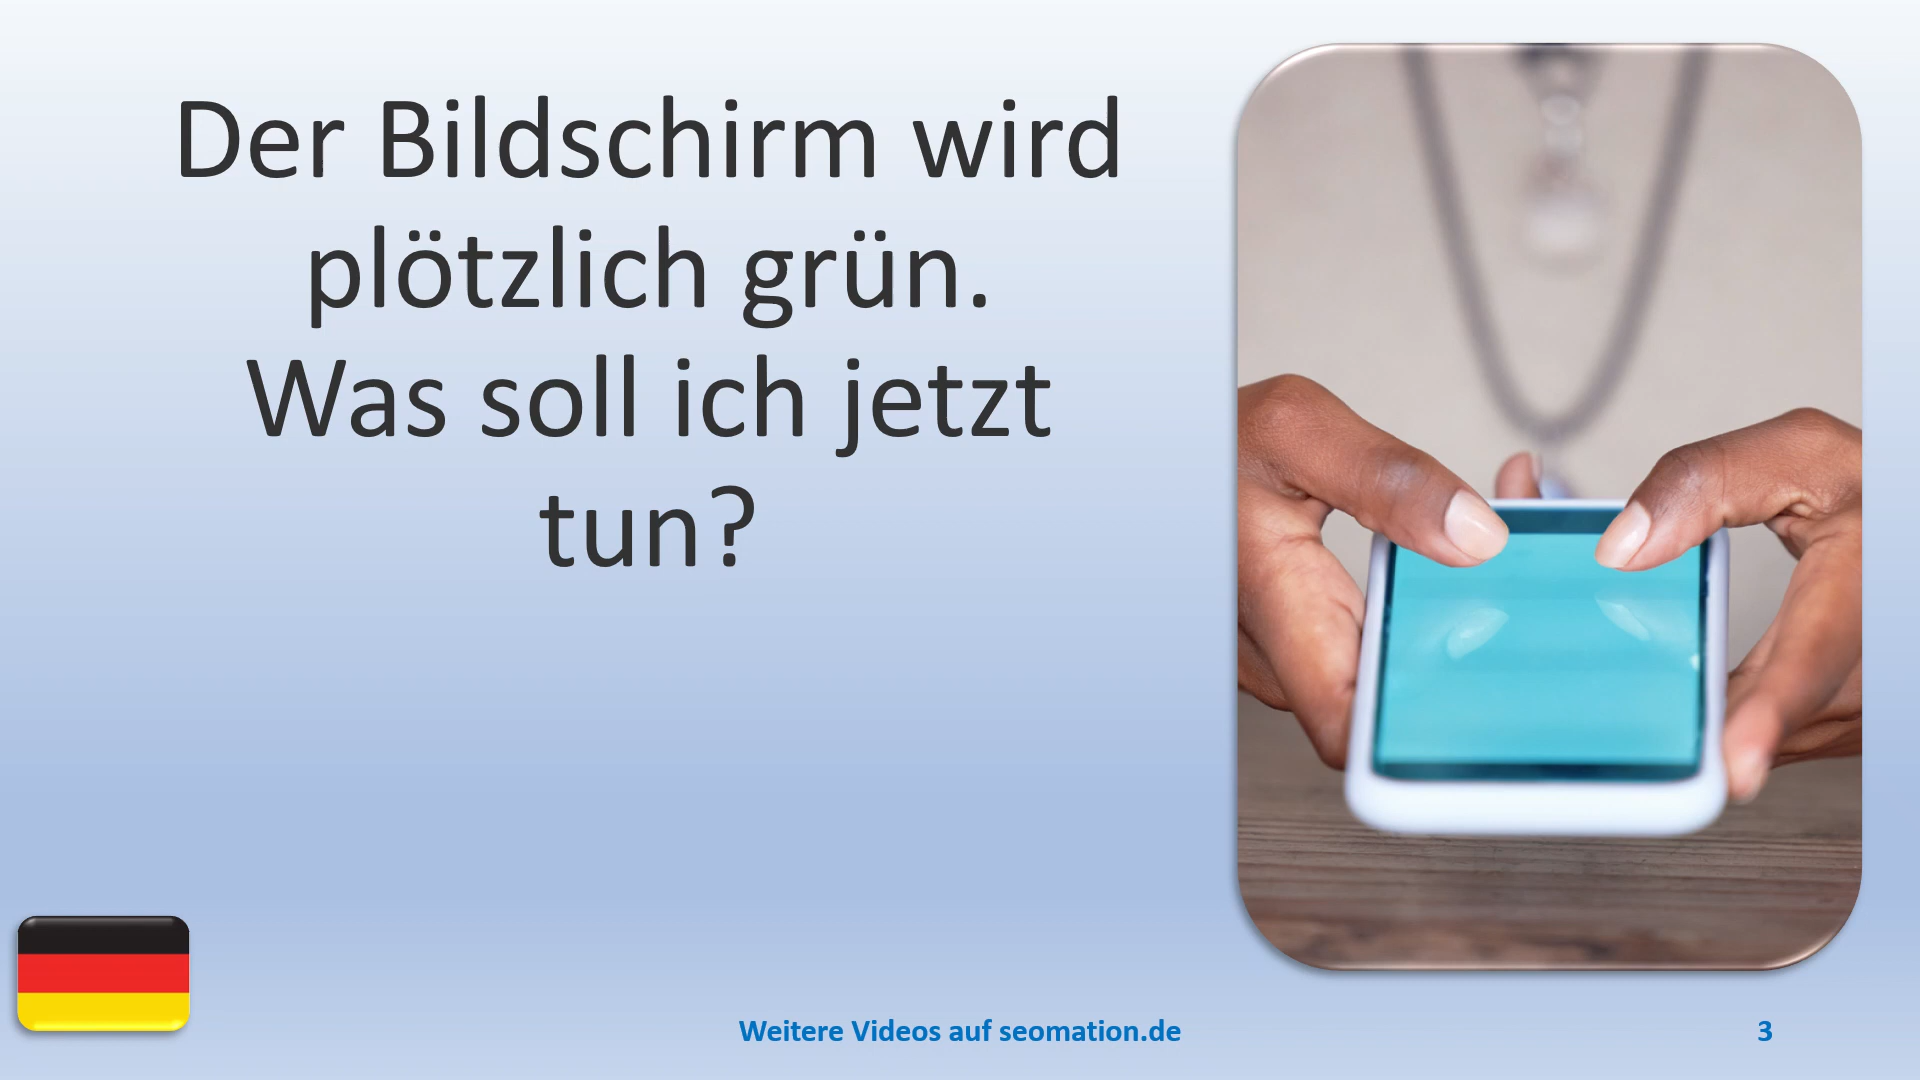 Der Bildschirm wird
plötzlich grün.
Was soll ich jetzt
tun?
Weitere Videos auf seomation.de
3